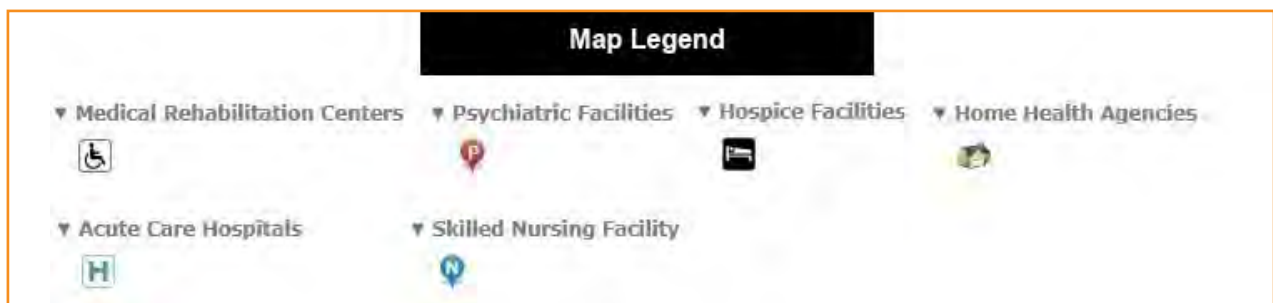 Map Legend
▼ Medical Rehabilitation Centers ▼ Psychiatric Facilities ▼ Hospice Facilities ▼ Home Health Agencies
P
▼ Acute Care Hospitals ▼ Skilled Nursing Facility
H N